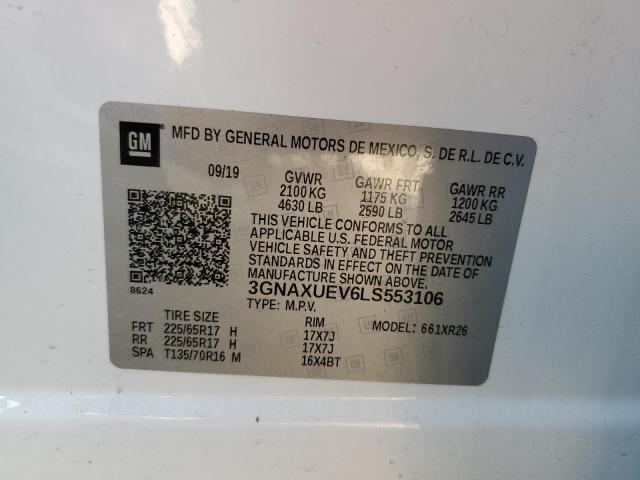 GM
MFD BY GENERAL MOTORS DE MEXICO, S. DE R.L. DE C.V.
09/19 GVWR GAWR FRT GAWR RR
2100 KG 1175 KG 1200 KG
4630 LB 2590 LB 2645 LB
THIS VEHICLE CONFORMS TO ALL
APPLICABLE U.S. FEDERAL MOTOR
VEHICLE SAFETY AND THEFT PREVENTION
STANDARDS IN EFFECT ON THE DATE OF
MANUFACTURE SHOWN ABOVE.
8624
3GNAXUEV6LS553106
TYPE: M.P.V.
TIRE SIZE RIM MODEL: 661XR26
FRT 225/65R17 H 17X7J
RR 225/65R17 H 17X7J
SPA T135/70R16 M 16X4BT